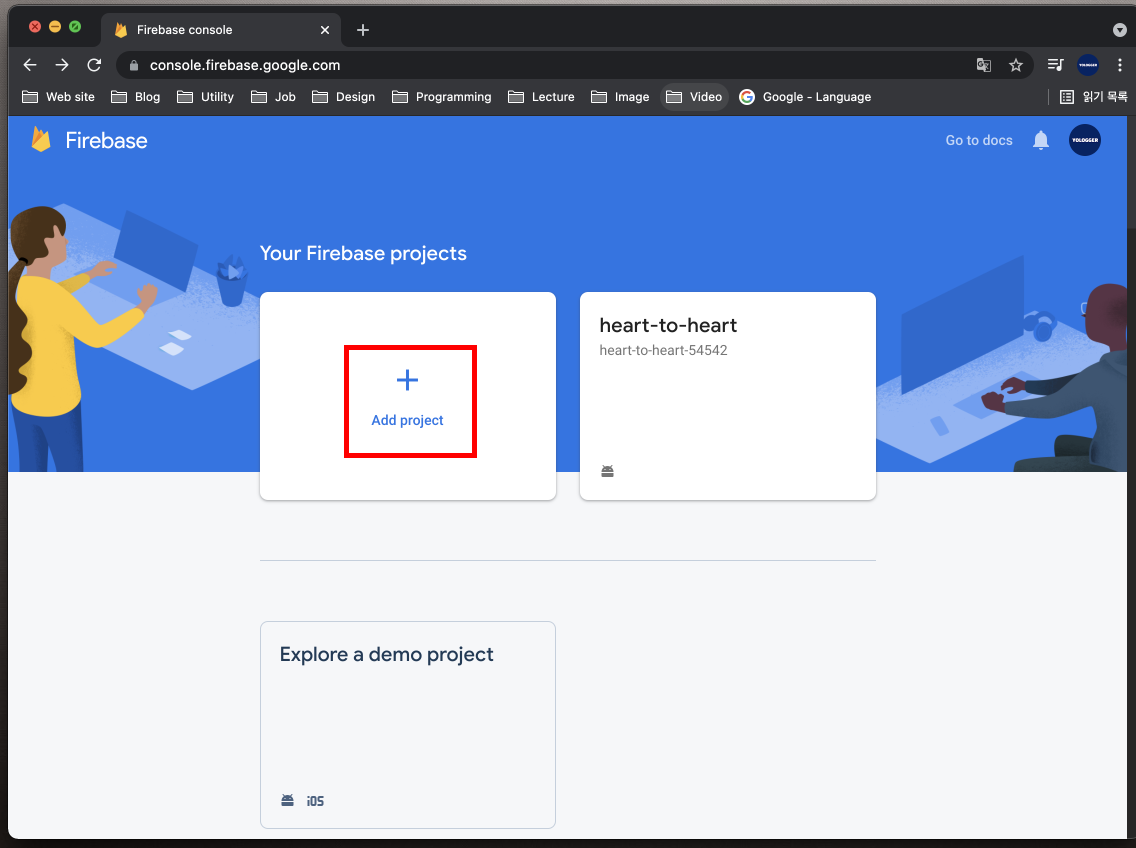 Firebase console
console.firebase.google.com
YOLOGGER
Web site Blog Utility Job Design Programming Lecture Image Video Google - Language 읽기 목록
Firebase Go to docs YOLOGGER
Your Firebase projects
Add project
heart-to-heart
heart-to-heart-54542
Explore a demo project
iOS